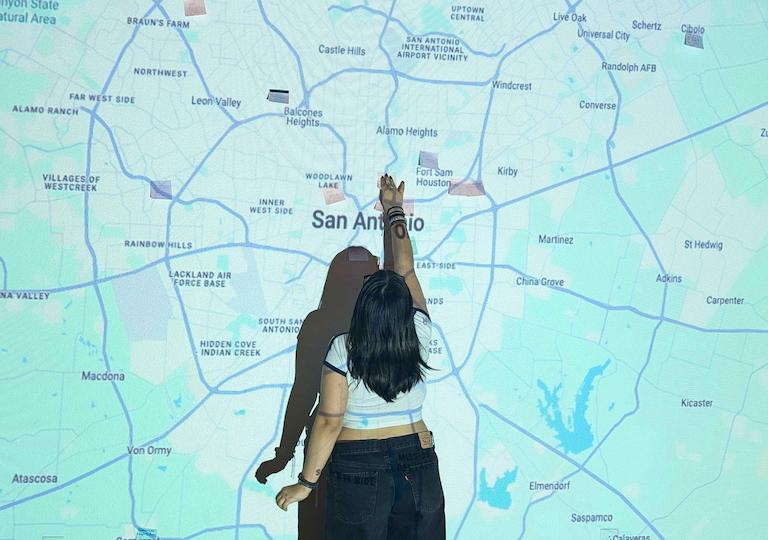 nyon State
atural Area
BRAUN'S FARM
UPTOWN
CENTRAL
Live Oak
Schertz
Cibolo
Universal City
Castle Hills
SAN ANTONIO
INTERNATIONAL
AIRPORT VICINITY
NORTHWEST
Randolph AFB
Windcrest
FAR WEST SIDE
ALAMO RANCH
Leon Valley
Balcones
Heights
Converse
Alamo Heights
Zu
VILLAGES OF
WESTCREEK
WOODLAWN
LAKE
Fort Sam
Houston
Kirby
INNER
WEST SIDE
San Antonio
RAINBOW HILLS
Martinez
St Hedwig
LACKLAND AIR
FORCE BASE
EAST-SIDE
China Grove
Adkins
NA VALLEY
Carpenter
SOUTH SAN
ANTONIO
HIDDEN COVE
- INDIAN CREEK
Macdona
Kicaster
Von Ormy
Atascosa
Elmendorf
Saspamco
Calaveras